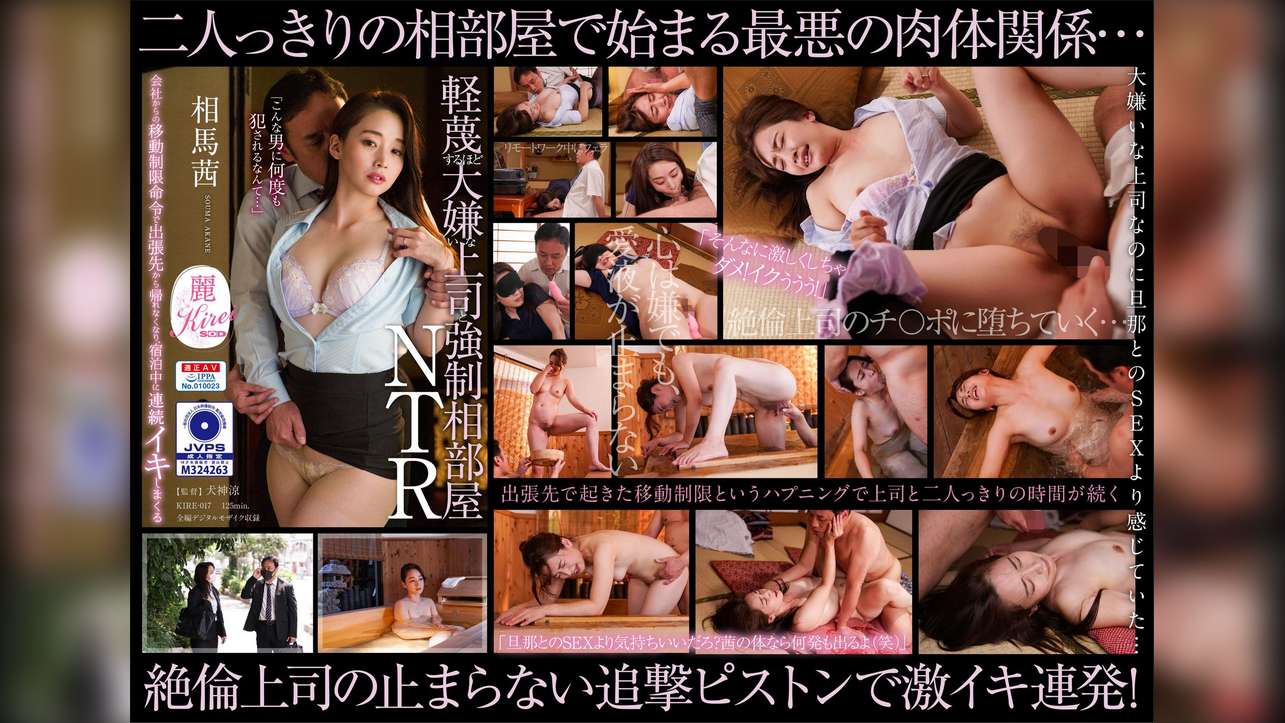 二人っきりの相部屋で始まる最悪の肉体関係…
軽蔑するほど大嫌いな上司と強制相部屋
NTR
「こんな男に何度も
犯されるなんて…」
相馬茜
SOUMA AKANE
会社からの移動制限命令で出張先から帰れなくなり、宿泊中に連続イキしまくる
麗
Kirei
SOD
適正AV
IPPA
No.010023
JVPS
成人指定
M324263
【監督】犬神涼
KIRE-017 125min.
全編デジタルモザイク収録
リモートワーク中にフェラ
心は嫌でも、
愛液が止まらない
「そんなに激しくしちゃ
ダメ!イクううう!」
絶倫上司のチ〇ポに堕ちていく…
大嫌いな上司なのに旦那とのSEXより感じていた…
出張先で起きた移動制限というハプニングで上司と二人っきりの時間が続く
「旦那とのSEXより気持ちいいだろ?茜の体なら何発も出るよ(笑)」
絶倫上司の止まらない追撃ピストンで激イキ連発!